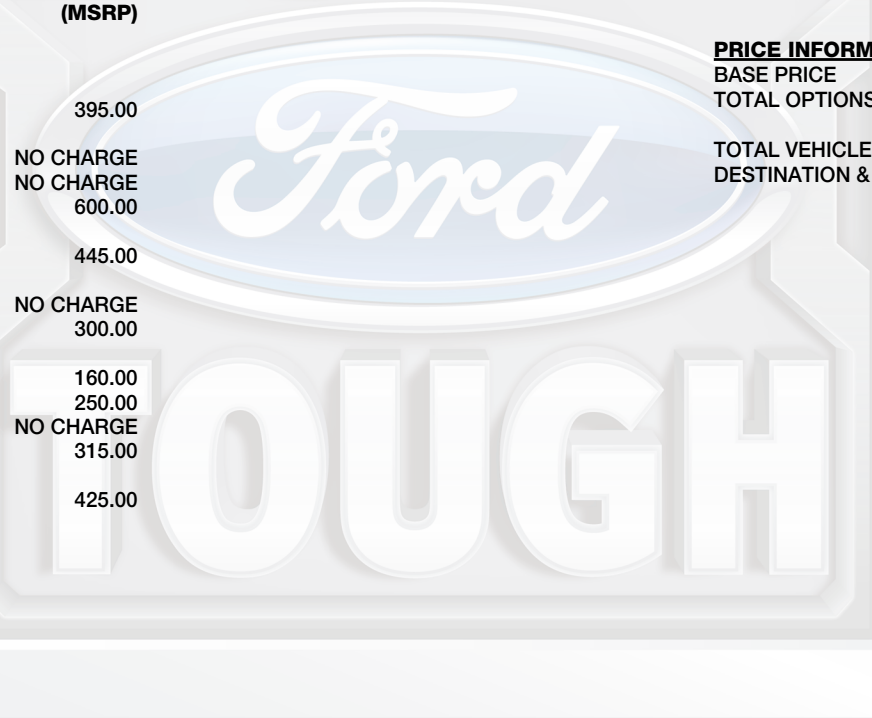 (MSRP)
395.00
NO CHARGE
NO CHARGE
600.00
445.00
NO CHARGE
300.00
160.00
250.00
NO CHARGE
315.00
425.00
PRICE INFORM
BASE PRICE
TOTAL OPTIONS
TOTAL VEHICLE
DESTINATION &
Ford
TOUGH